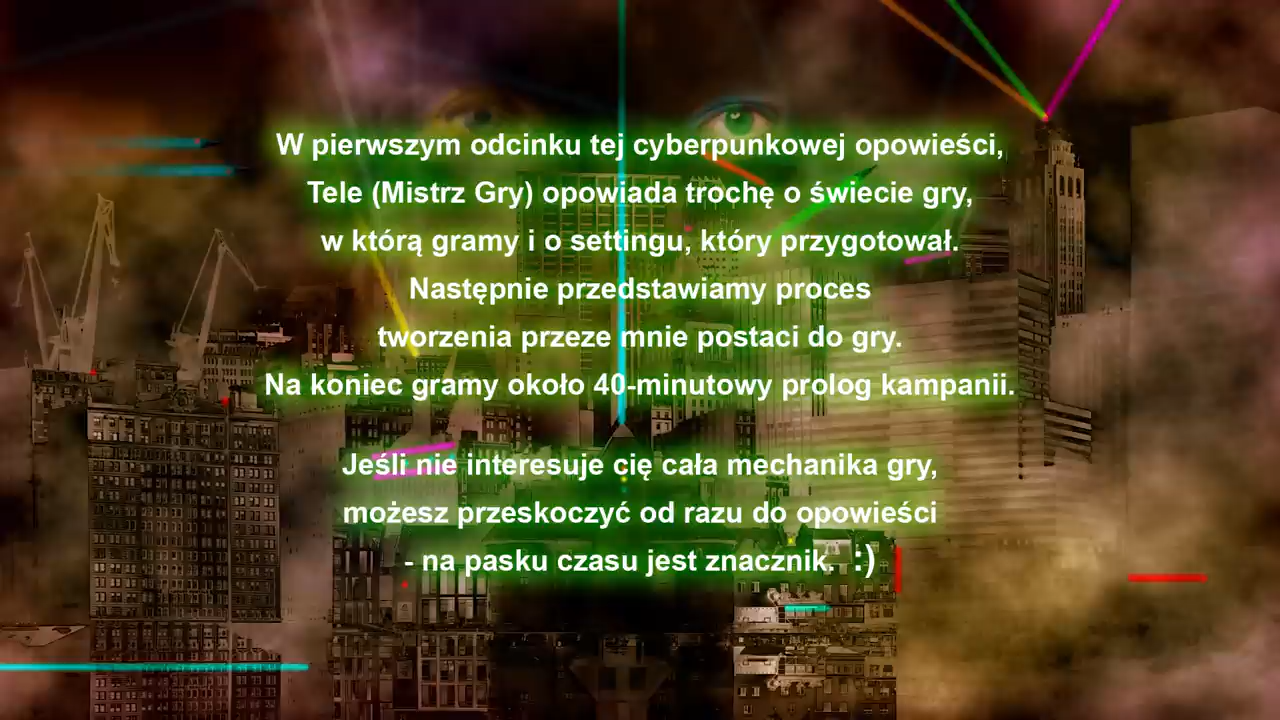 W pierwszym odcinku tej cyberpunkowej opowieści,
Tele (Mistrz Gry) opowiada trochę o świecie gry,
w którą gramy i o settingu, który przygotował.
Następnie przedstawiamy proces
tworzenia przeze mnie postaci do gry.
Na koniec gramy około 40-minutowy prolog kampanii.
Jeśli nie interesuje cię cała mechanika gry,
możesz przeskoczyć od razu do opowieści
- na pasku czasu jest znacznik. :)